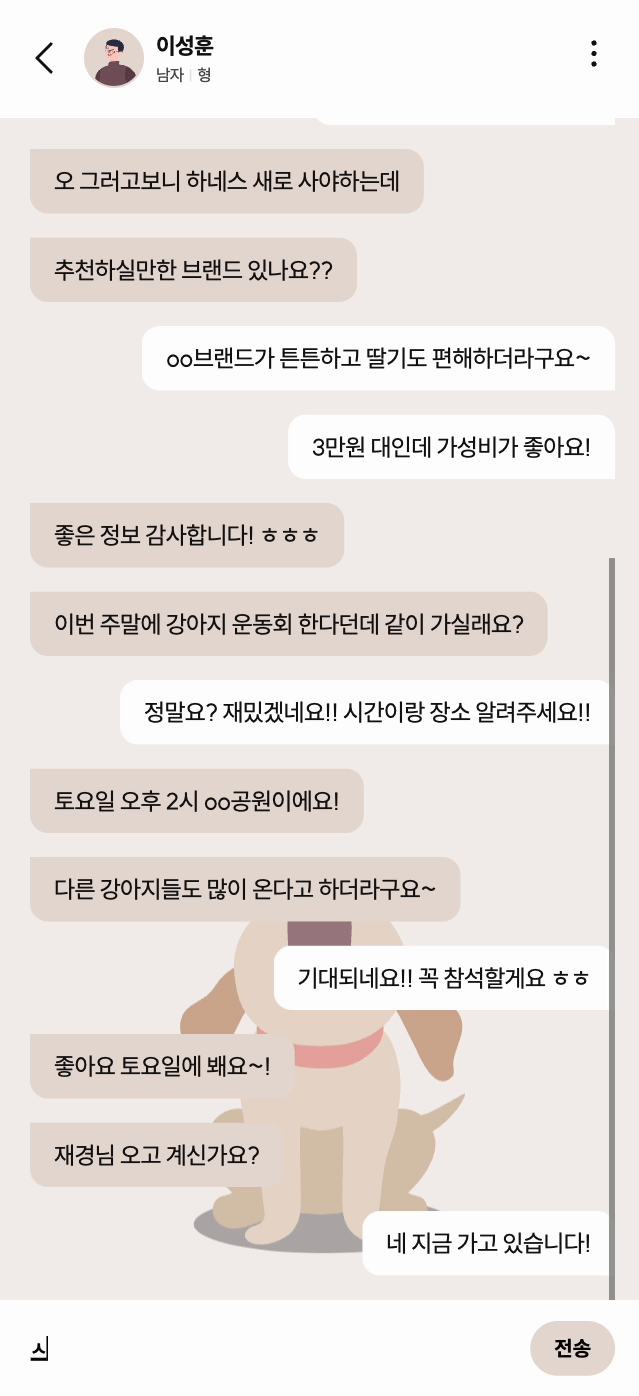 이성훈
남자 | 형
오 그러고보니 하네스 새로 사야하는데
추천하실만한 브랜드 있나요??
oo브랜드가 튼튼하고 딸기도 편해하더라구요~
3만원 대인데 가성비가 좋아요!
좋은 정보 감사합니다! ㅎㅎㅎ
이번 주말에 강아지 운동회 한다던데 같이 가실래요?
정말요? 재밌겠네요!! 시간이랑 장소 알려주세요!!
토요일 오후 2시 oo공원이에요!
다른 강아지들도 많이 온다고 하더라구요~
기대되네요!! 꼭 참석할게요 ㅎㅎ
좋아요 토요일에 봬요~!
재경님 오고 계신가요?
네 지금 가고 있습니다!
시 전송